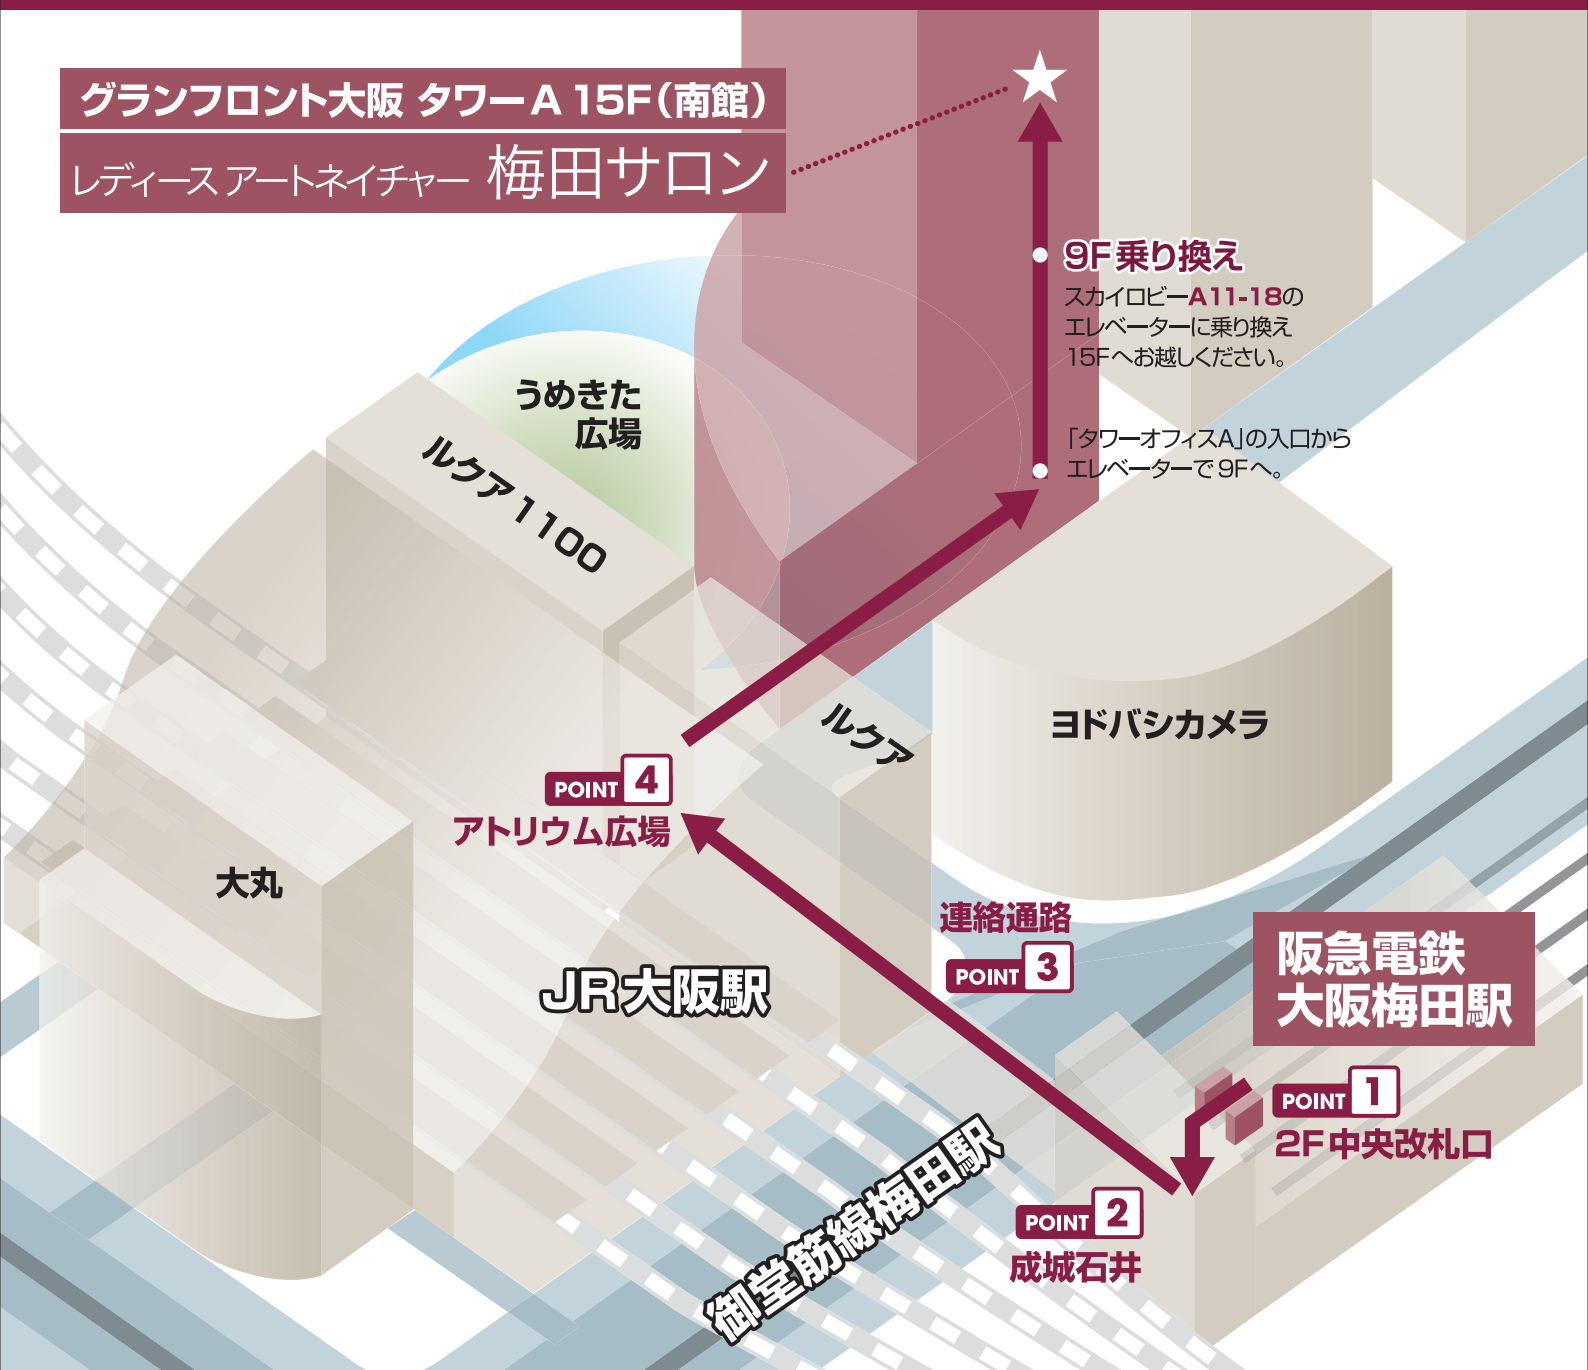 グランフロント大阪 タワーA 15F(南館)
レディース アートネイチャー 梅田サロン
9F乗り換え
スカイロビーA11-18の
エレベーターに乗り換え
15Fへお越しください。
「タワーオフィスA」の入口から
エレベーターで9Fへ。
うめきた
広場
ルクア1100
ルクア
ヨドバシカメラ
POINT 4
アトリウム広場
大丸
連絡通路
POINT 3
JR大阪駅
阪急電鉄
大阪梅田駅
POINT 1
2F中央改札口
POINT 2
成城石井
御堂筋線梅田駅